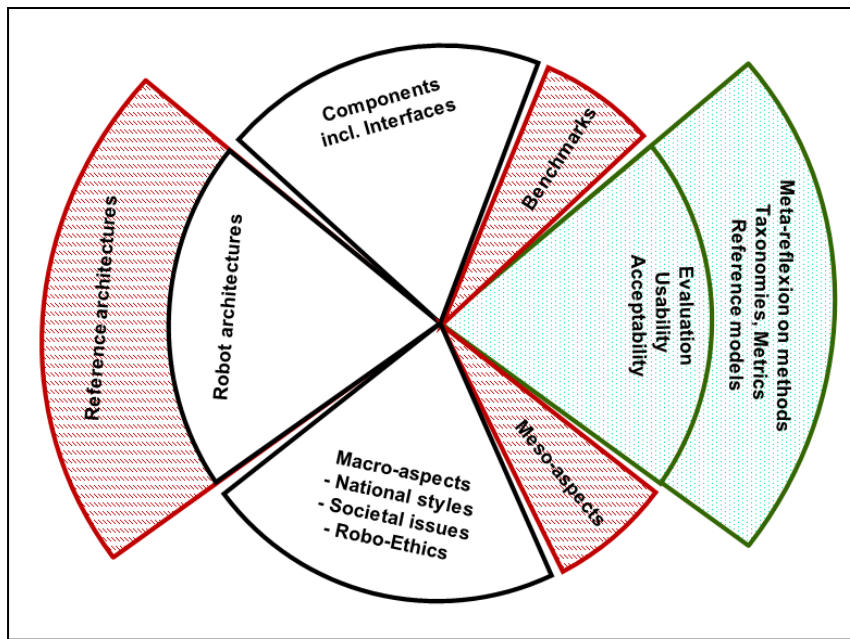 Components
incl. Interfaces
Benchmarks
Meta-reflexion on methods
Taxonomies, Metrics
Reference models
Evaluation
Usability
Acceptability
Meso-aspects
Macro-aspects
- National styles
- Societal issues
- Robo-Ethics
Robot architectures
Reference architectures